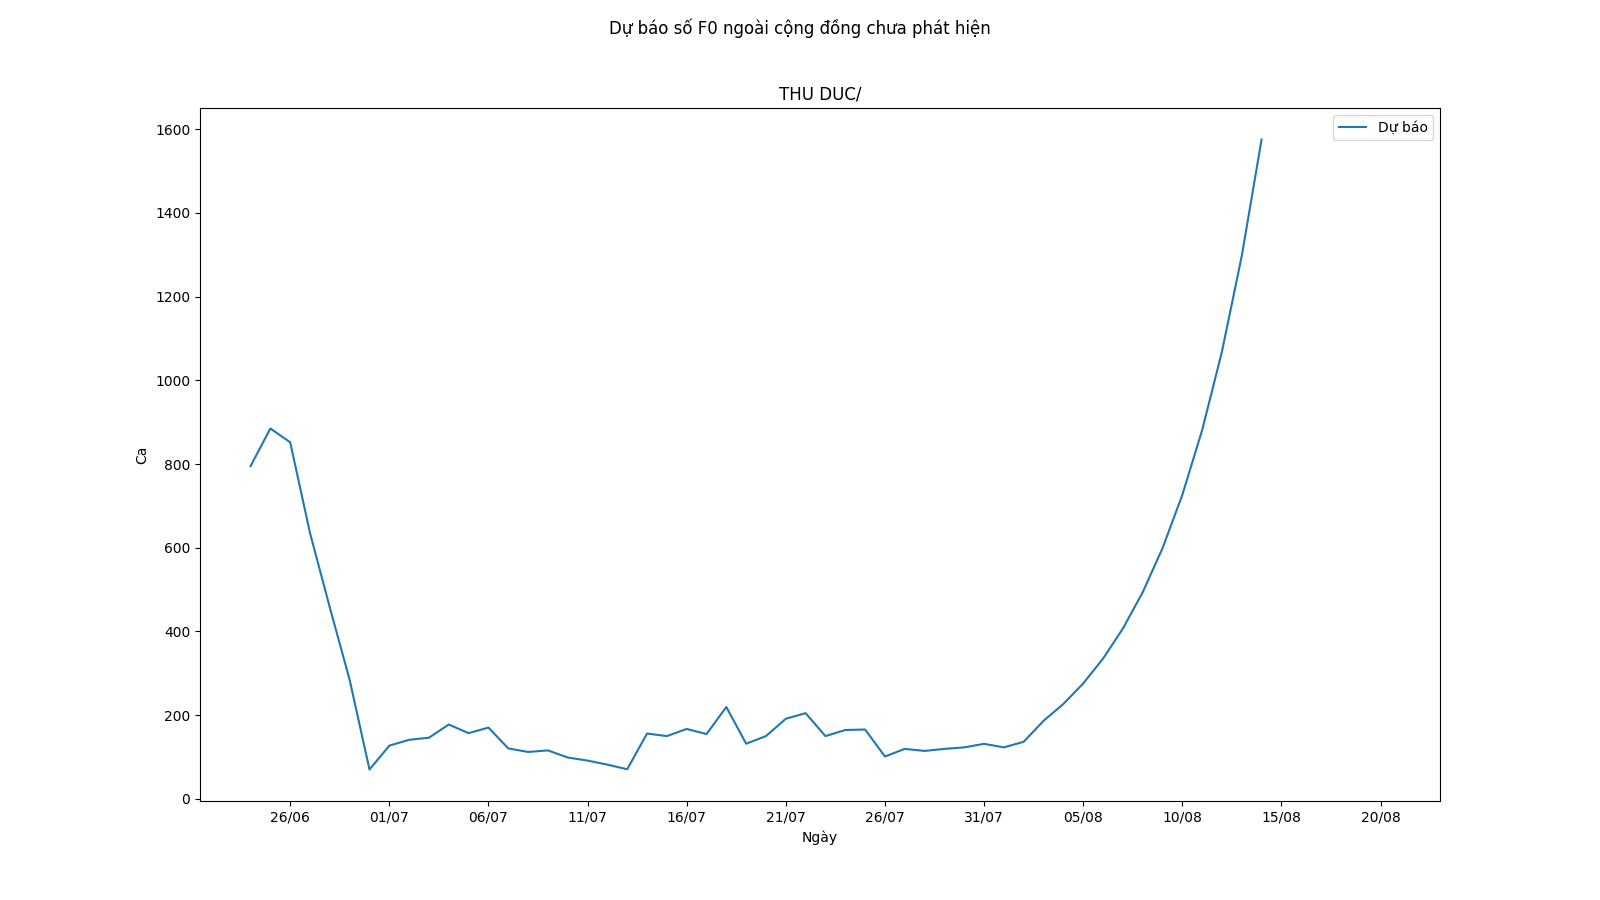 Dự báo số F0 ngoài cộng đồng chưa phát hiện
THU DUC/
Dự báo
1600
1400
1200
1000
800
600
400
200
0
Ca
26/06 01/07 06/07 11/07 16/07 21/07 26/07 31/07 05/08 10/08 15/08 20/08
Ngày